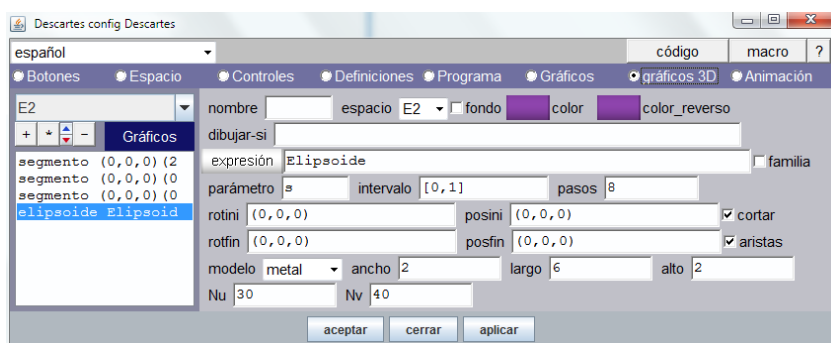 Descartes config Descartes
español código macro ?
Botones Espacio Controles Definiciones Programa Gráficos gráficos 3D Animación
E2 nombre espacio E2 fondo color color_reverso
+ * - Gráficos dibujar-si
segmento (0,0,0)(2 expresión Elipsoide familia
segmento (0,0,0)(0 parámetro s intervalo [0,1] pasos 8
segmento (0,0,0)(0
elipsoide Elipsoid rotini (0,0,0) posini (0,0,0) cortar
rotfin (0,0,0) posfin (0,0,0) aristas
modelo metal ancho 2 largo 6 alto 2
Nu 30 Nv 40
aceptar cerrar aplicar